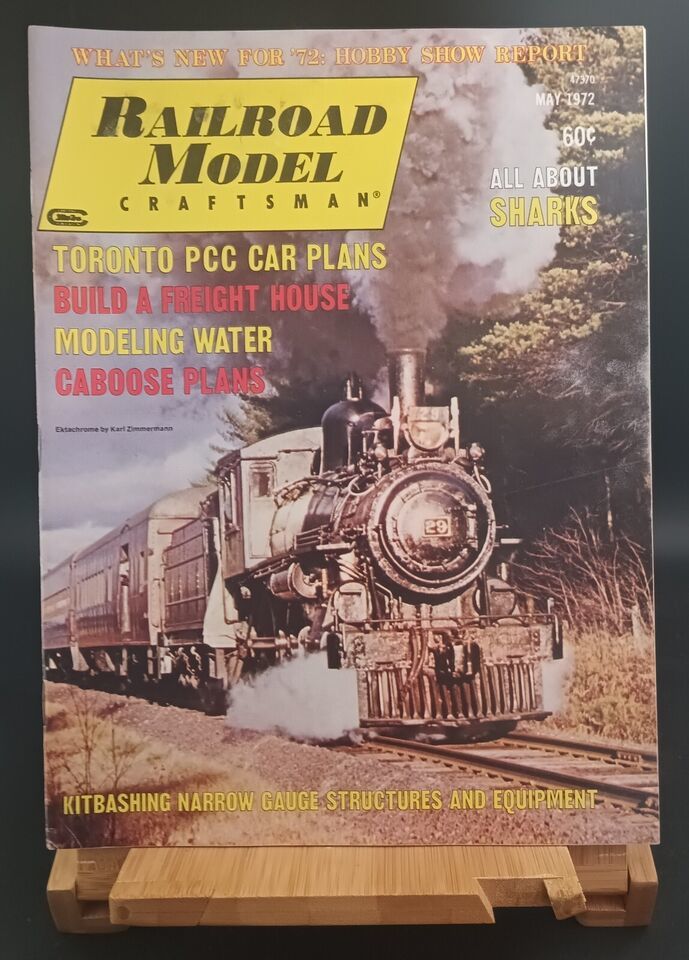 WHAT'S NEW FOR '72: HOBBY SHOW REPORT
47370
MAY 1972
60¢
RAILROAD
MODEL
CRAFTSMAN®
ALL ABOUT
SHARKS
TORONTO PCC CAR PLANS
BUILD A FREIGHT HOUSE
MODELING WATER
CABOOSE PLANS
Ektachrome by Karl Zimmermann
29
29
KITBASHING NARROW GAUGE STRUCTURES AND EQUIPMENT